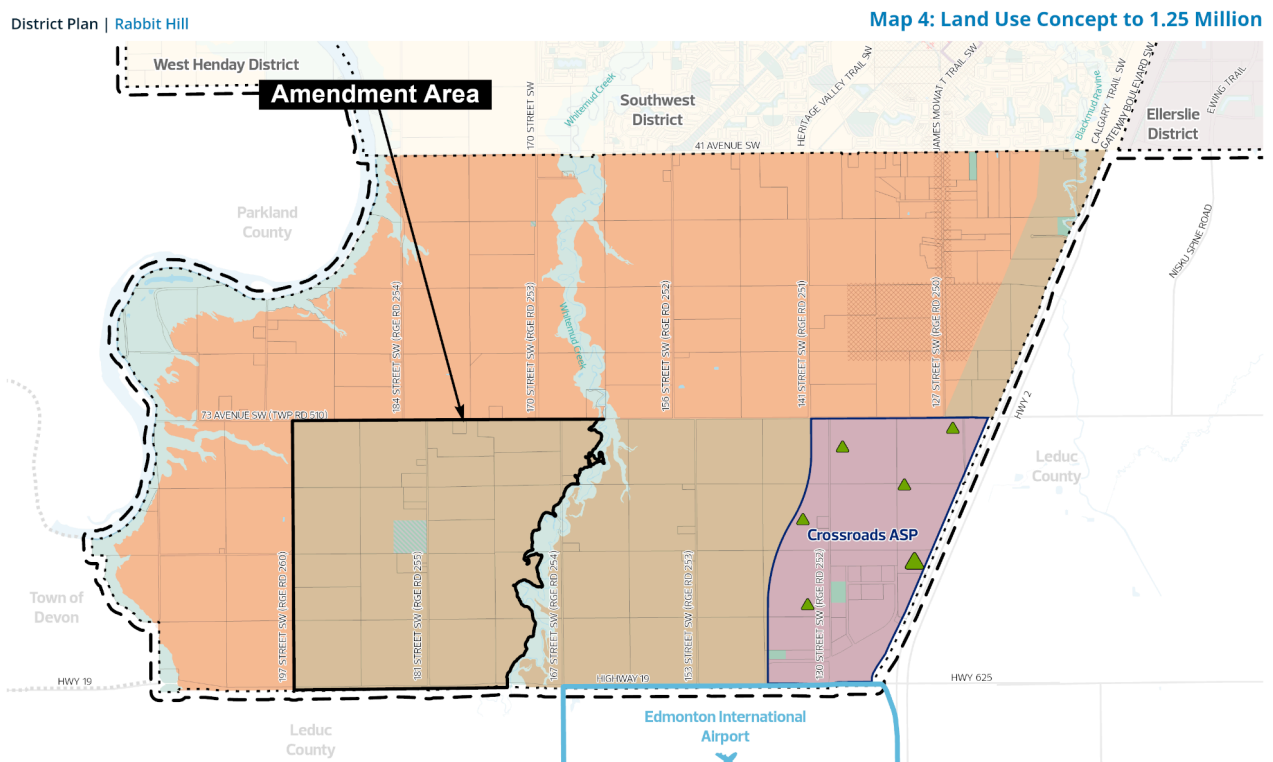 District Plan | Rabbit Hill
Map 4: Land Use Concept to 1.25 Million
West Henday District
Amendment Area
170 STREET SW
Whitemud Creek
Southwest
District
HERITAGE VALLEY TRAIL SW
JAMES MOWATT TRAIL SW
Blackmud Ravine
CALGARY TRAIL SW
GATEWAY BOULEVARD SW
EWING TRAIL
Ellerslie
District
41 AVENUE SW
Parkland
County
NISKU SPINE ROAD
184 STREET SW (RGE RD 254)
170 STREET SW (RGE RD 253)
Whitemud Creek
156 STREET SW (RGE RD 252)
141 STREET SW (RGE RD 251)
127 STREET SW (RGE RD 250)
73 AVENUE SW (TWP RD 510)
HWY 2
Leduc
County
Crossroads ASP
197 STREET SW (RGE RD 260)
181 STREET SW (RGE RD 255)
167 STREET SW (RGE RD 254)
153 STREET SW (RGE RD 253)
130 STREET SW (RGE RD 252)
Town of
Devon
HWY 19
HIGHWAY 19
HWY 625
Leduc
County
Edmonton International
Airport